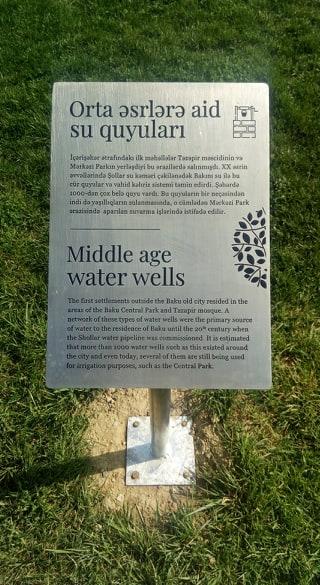 Orta əsrlərə aid
su quyuları
İçərişəhər ətrafındakı ilk məhəllələr Təzəpir məscidinin və
Mərkəzi Parkın yerləşdiyi bu ərazilərdə salınmışdı. XX əsrin
əvvəllərində Şollar su kəməri çəkilənədək Bakını su ilə bu
cür quyular və vahid kəhriz sistemi təmin edirdi. Şəhərdə
1000-dən çox belə quyu vardı. Bu quyuların bir neçəsindən
indi də yaşıllıqların sulanmasında, o cümlədən Mərkəzi Park
ərazisində aparılan suvarma işlərində istifadə edilir.
Middle age
water wells
The first settlements outside the Baku old city resided in the
areas of the Baku Central Park and Tazapir mosque. A
network of these types of water wells were the primary source
of water to the residence of Baku until the 20th century when
the Shollar water pipeline was commissioned. It is estimated
that more than 1000 water wells such as this existed around
the city and even today, several of them are still being used
for irrigation purposes, such as the Central Park.